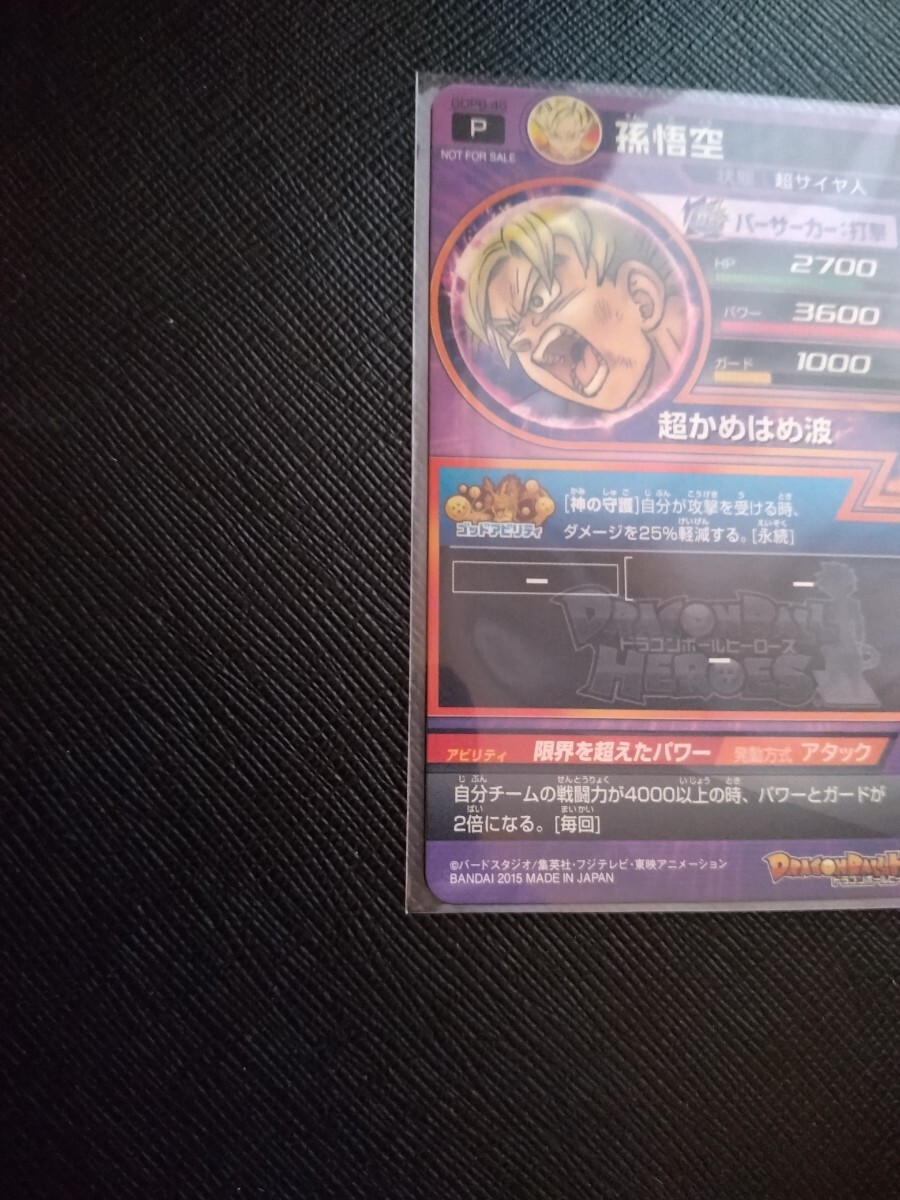 GDPB-46
P
NOT FOR SALE
孫悟空
状態 超サイヤ人
バーサーカー:打撃
HP 2700
パワー 3600
ガード 1000
超かめはめ波
ゴッドアビリティ
[神の守護]自分が攻撃を受ける時、
ダメージを25%軽減する。[永続]
DRAGONBALL
ドラゴンボールヒーローズ
HEROES
アビリティ 限界を超えたパワー 発動方式 アタック
自分チームの戦闘力が4000以上の時、パワーとガードが
2倍になる。[毎回]
©バードスタジオ/集英社・フジテレビ・東映アニメーション
BANDAI 2015 MADE IN JAPAN
DRAGONBALL